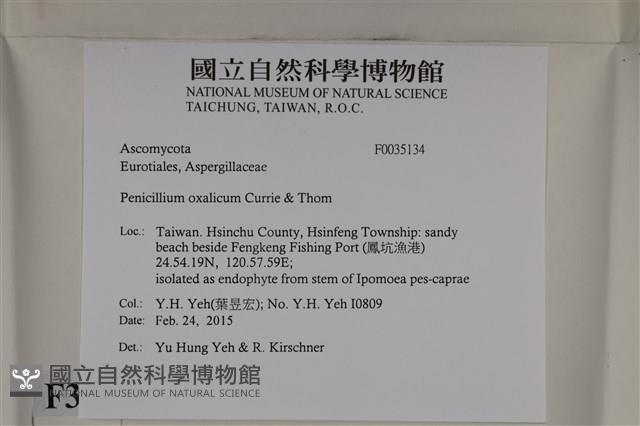 國立自然科學博物館
NATIONAL MUSEUM OF NATURAL SCIENCE
TAICHUNG, TAIWAN, R.O.C.
Ascomycota F0035134
Eurotiales, Aspergillaceae
Penicillium oxalicum Currie & Thom
Loc.: Taiwan. Hsinchu County, Hsinfeng Township: sandy
beach beside Fengkeng Fishing Port (鳳坑漁港)
24.54.19N, 120.57.59E;
isolated as endophyte from stem of Ipomoea pes-caprae
Col.: Y.H. Yeh(葉昱宏); No. Y.H. Yeh I0809
Date: Feb. 24, 2015
Det.: Yu Hung Yeh & R. Kirschner
國立自然科學博物館
NATIONAL MUSEUM OF NATURAL SCIENCE
F3